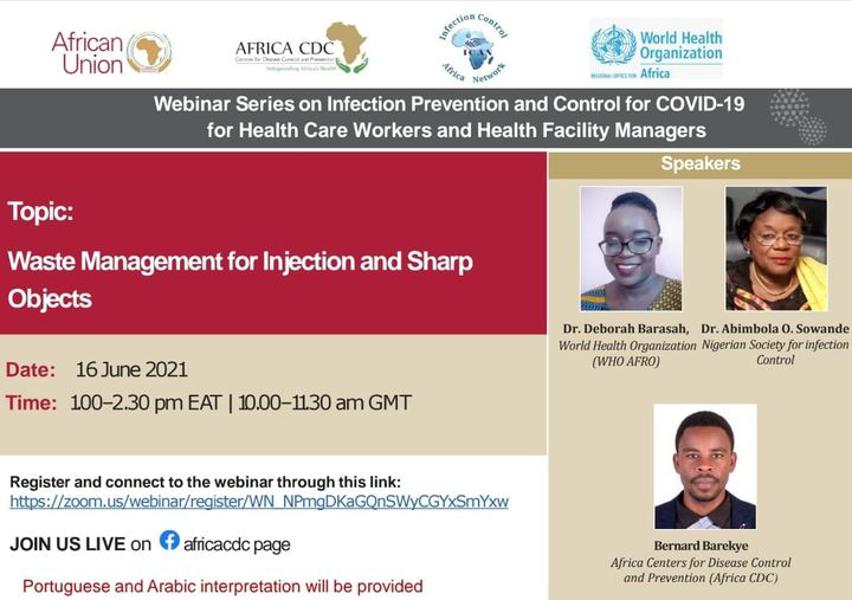 African Union
AFRICA CDC
Centres for Disease Control and Prevention
Safeguarding Africa's Health
Infection Control
ICAN
Africa Network
World Health
Organization
REGIONAL OFFICE FOR Africa
Webinar Series on Infection Prevention and Control for COVID-19
for Health Care Workers and Health Facility Managers
Topic:
Waste Management for Injection and Sharp
Objects
Date: 16 June 2021
Time: 1.00–2.30 pm EAT | 10.00–11.30 am GMT
Register and connect to the webinar through this link:
https://zoom.us/webinar/register/WN_NPmgDKaGQnSWyCGYxSmYxw
JOIN US LIVE on f africacdc page
Portuguese and Arabic interpretation will be provided
Speakers
Dr. Deborah Barasah,
World Health Organization
(WHO AFRO)
Dr. Abimbola O. Sowande
Nigerian Society for infection
Control
Bernard Barekye
Africa Centers for Disease Control
and Prevention (Africa CDC)